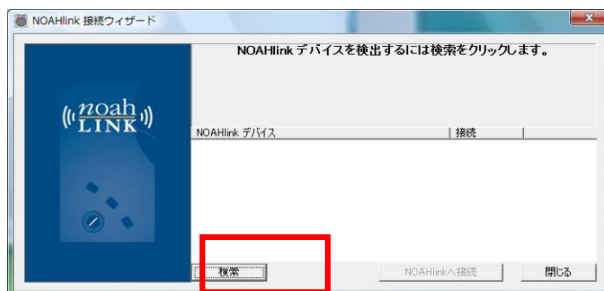 NOAHlink 接続ウィザード
NOAHlink デバイスを検出するには検索をクリックします。
noah
LINK
NOAHlink デバイス 接続
検索 NOAHlinkへ接続 閉じる